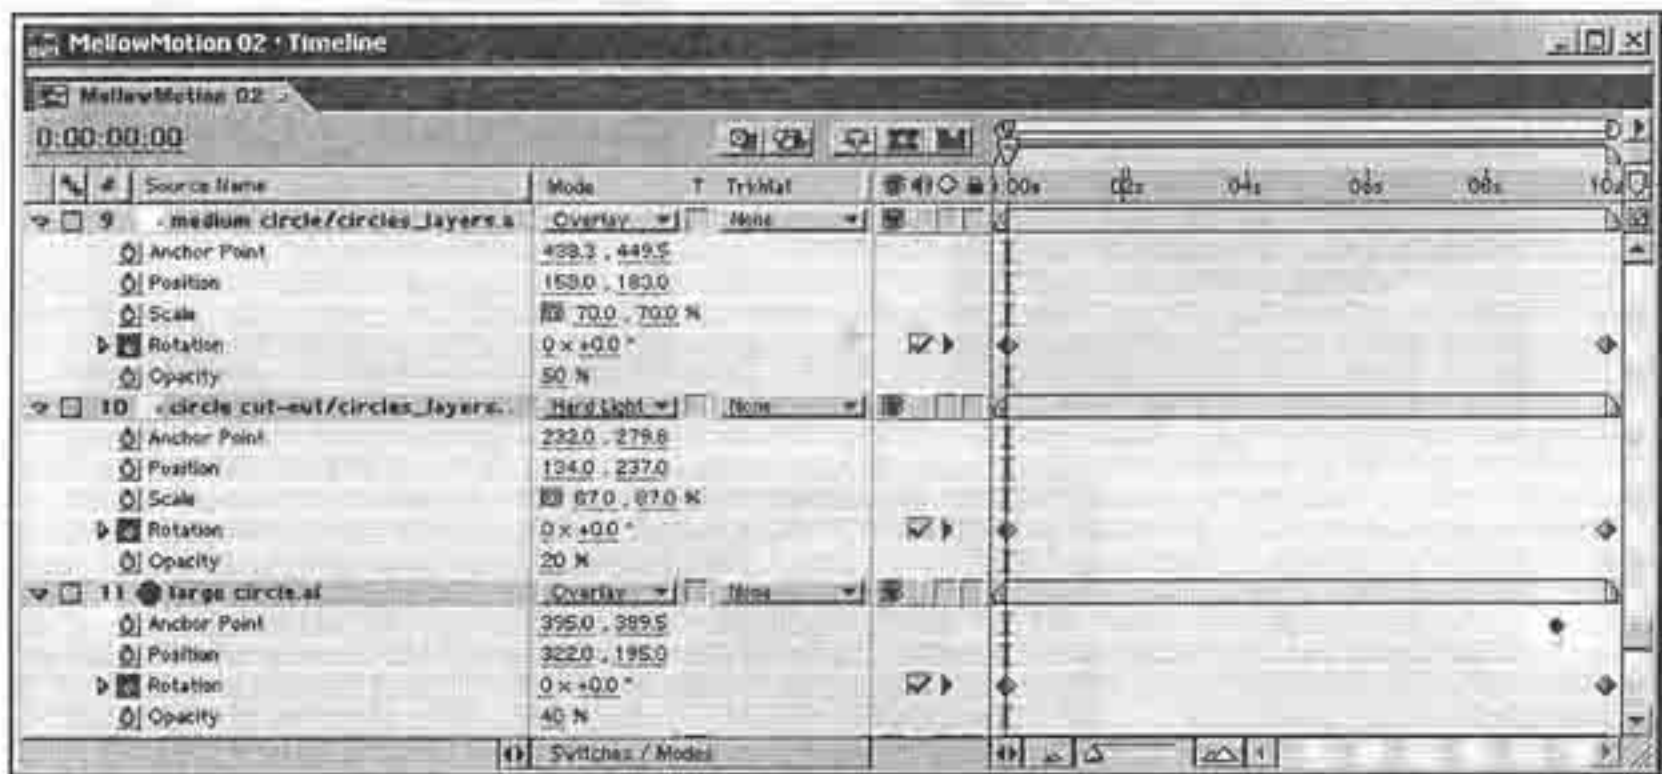 MellowMotion 02 · Timeline
MellowMotion 02
0:00:00:00
# Source Name Mode T TrkMat 00s 02s 04s 06s 08s 10s
9 medium circle/circles_layers.a Overlay None
Anchor Point 438.3 , 449.5
Position 153.0 , 183.0
Scale 70.0 , 70.0 %
Rotation 0 x +0.0 °
Opacity 50 %
10 circle cut-out/circles_layers.. Hard Light None
Anchor Point 232.0 , 279.8
Position 134.0 , 237.0
Scale 87.0 , 87.0 %
Rotation 0 x +0.0 °
Opacity 20 %
11 large circle.ai Overlay None
Anchor Point 395.0 , 389.5
Position 322.0 , 195.0
Rotation 0 x +0.0 °
Opacity 40 %
Switches / Modes